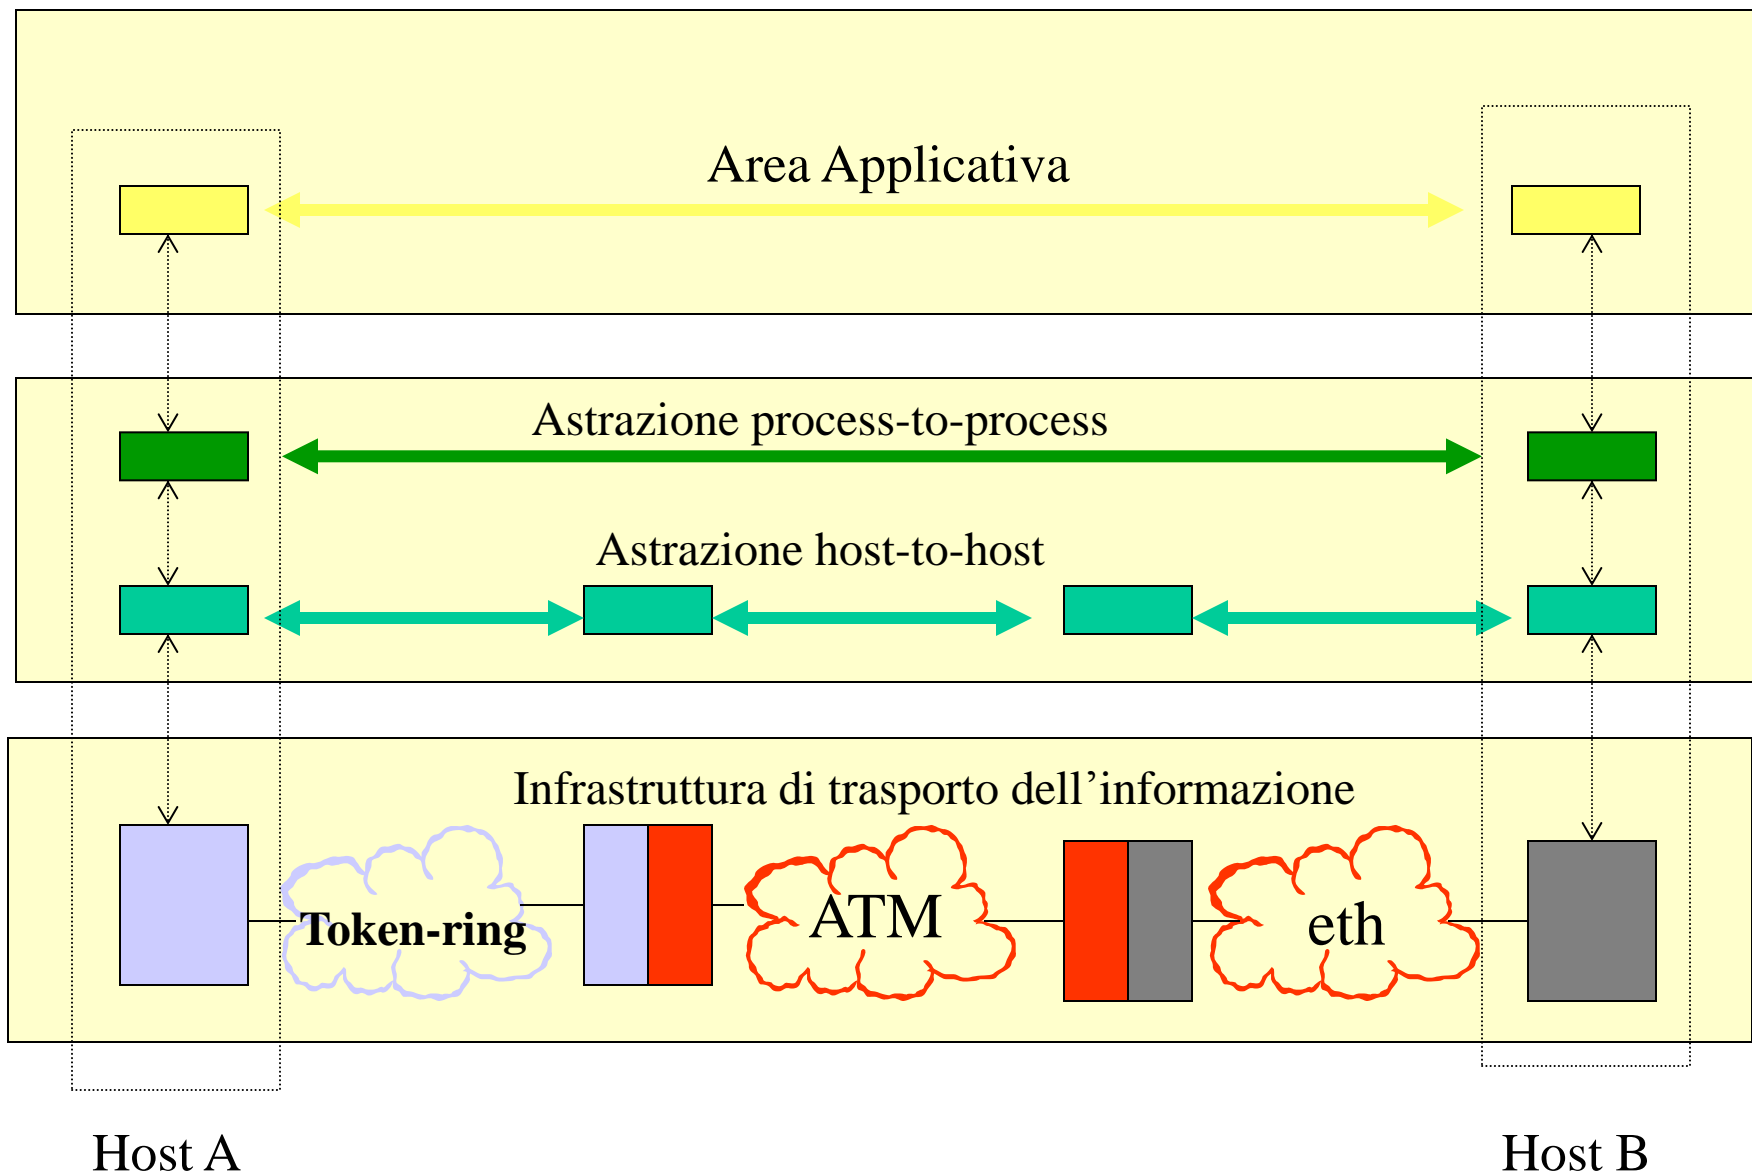 Area Applicativa
Astrazione process-to-process
Astrazione host-to-host
Infrastruttura di trasporto dell’informazione
Token-ring
ATM
eth
Host A
Host B